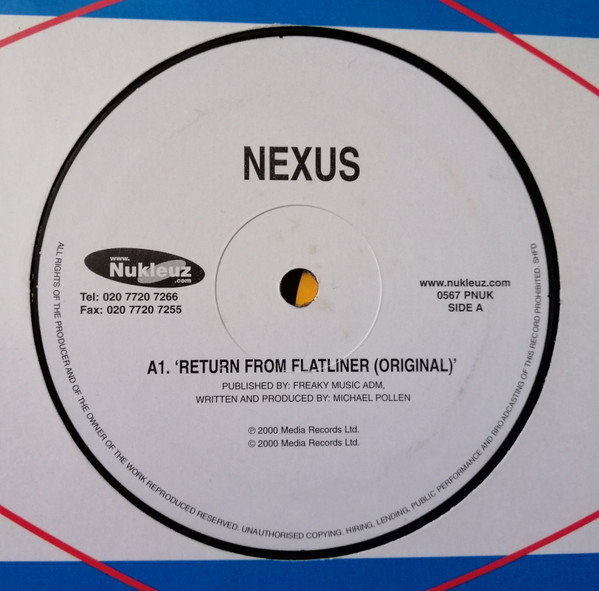 NEXUS
www.
Nukleuz
.com
Tel: 020 7720 7266
Fax: 020 7720 7255
www.nukleuz.com
0567 PNUK
SIDE A
A1. ‘RETURN FROM FLATLINER (ORIGINAL)’
PUBLISHED BY: FREAKY MUSIC ADM,
WRITTEN AND PRODUCED BY: MICHAEL POLLEN
℗ 2000 Media Records Ltd.
© 2000 Media Records Ltd.
ALL RIGHTS OF THE PRODUCER AND OF THE OWNER OF THE WORK REPRODUCED RESERVED. UNAUTHORISED COPYING, HIRING, LENDING, PUBLIC PERFORMANCE AND BROADCASTING OF THIS RECORD PROHIBITED. SHFD